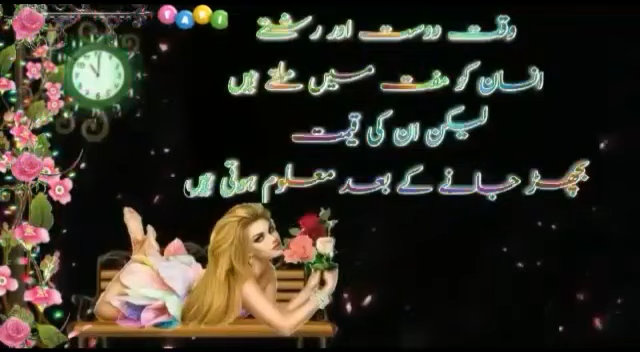 PARI
وقت دوست اور رشتے
انسان کو مفت میں ملتے ہیں
لیکن ان کی قیمت
بچھڑ جانے کے بعد معلوم ہوتی ہیں